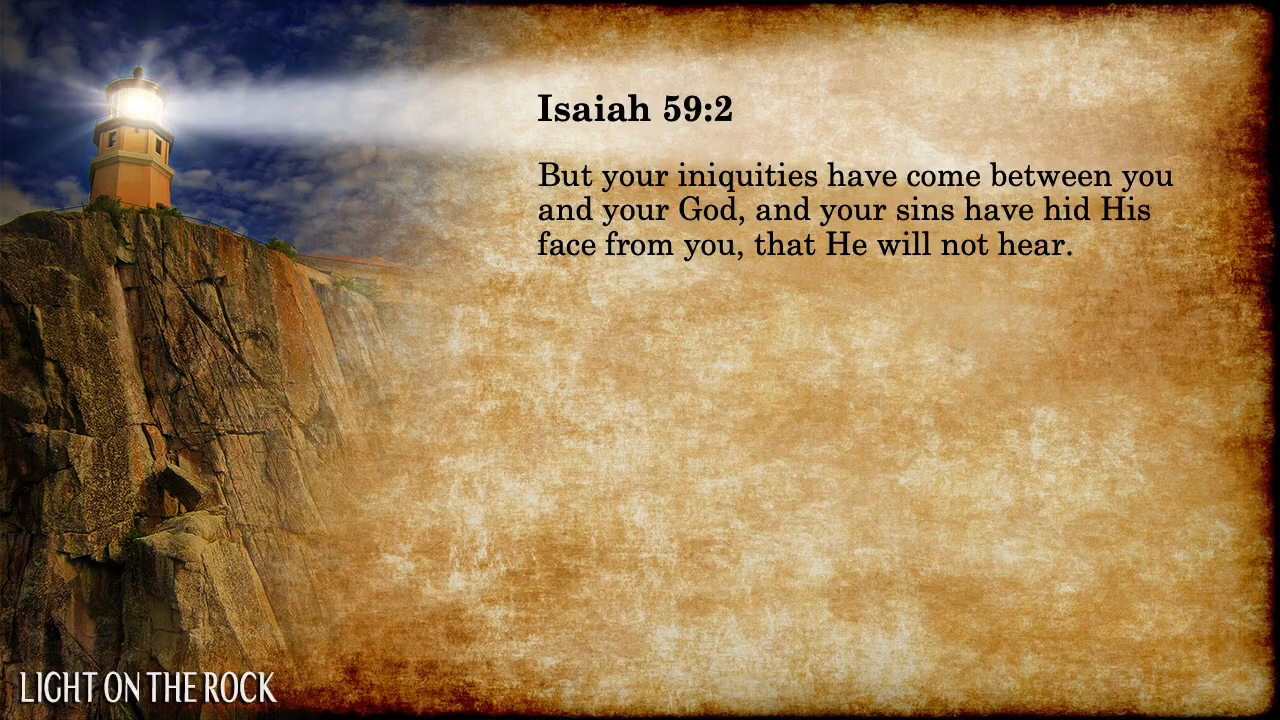 Isaiah 59:2
But your iniquities have come between you
and your God, and your sins have hid His
face from you, that He will not hear.
LIGHT ON THE ROCK